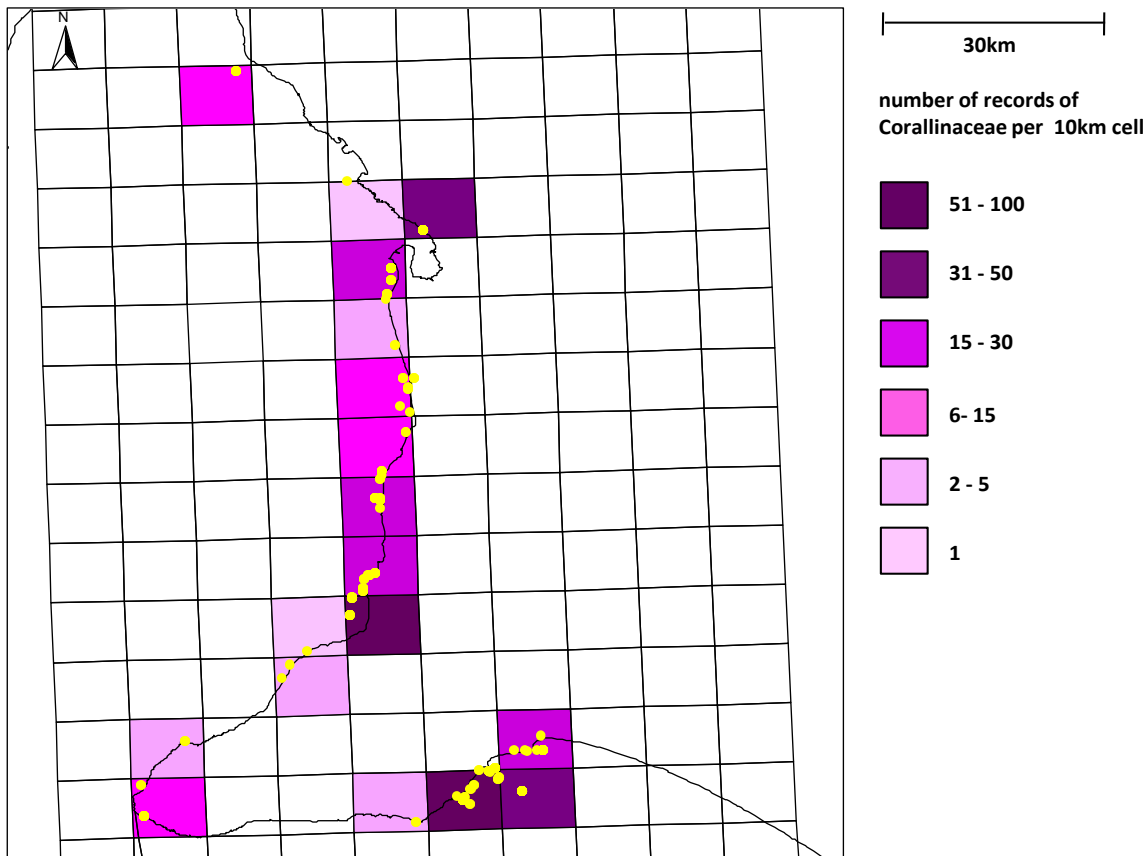 N
30km
number of records of
Corallinaceae per 10km cell
51 - 100
31 - 50
15 - 30
6- 15
2 - 5
1